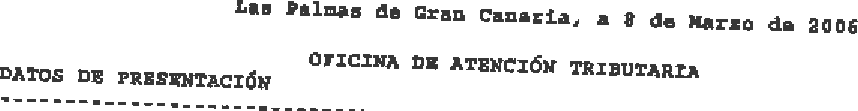 Las Palmas de Gran Canaria, a 8 de Marzo de 2006
OFICINA DE ATENCIÓN TRIBUTARIA
DATOS DE PRESENTACIÓN
------------------------------